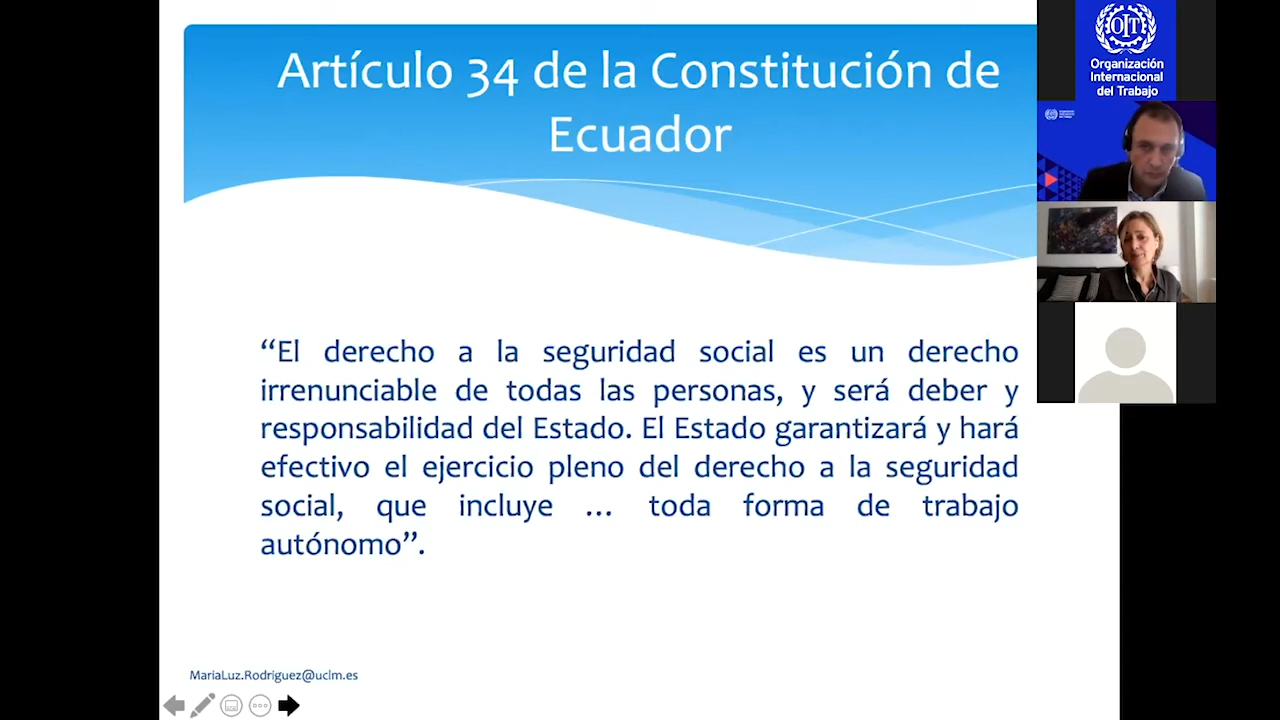 Artículo 34 de la Constitución de
Ecuador
“El derecho a la seguridad social es un derecho
irrenunciable de todas las personas, y será deber y
responsabilidad del Estado. El Estado garantizará y hará
efectivo el ejercicio pleno del derecho a la seguridad
social, que incluye … toda forma de trabajo
autónomo”.
MariaLuz.Rodriguez@uclm.es
OIT
Organización
Internacional
del Trabajo